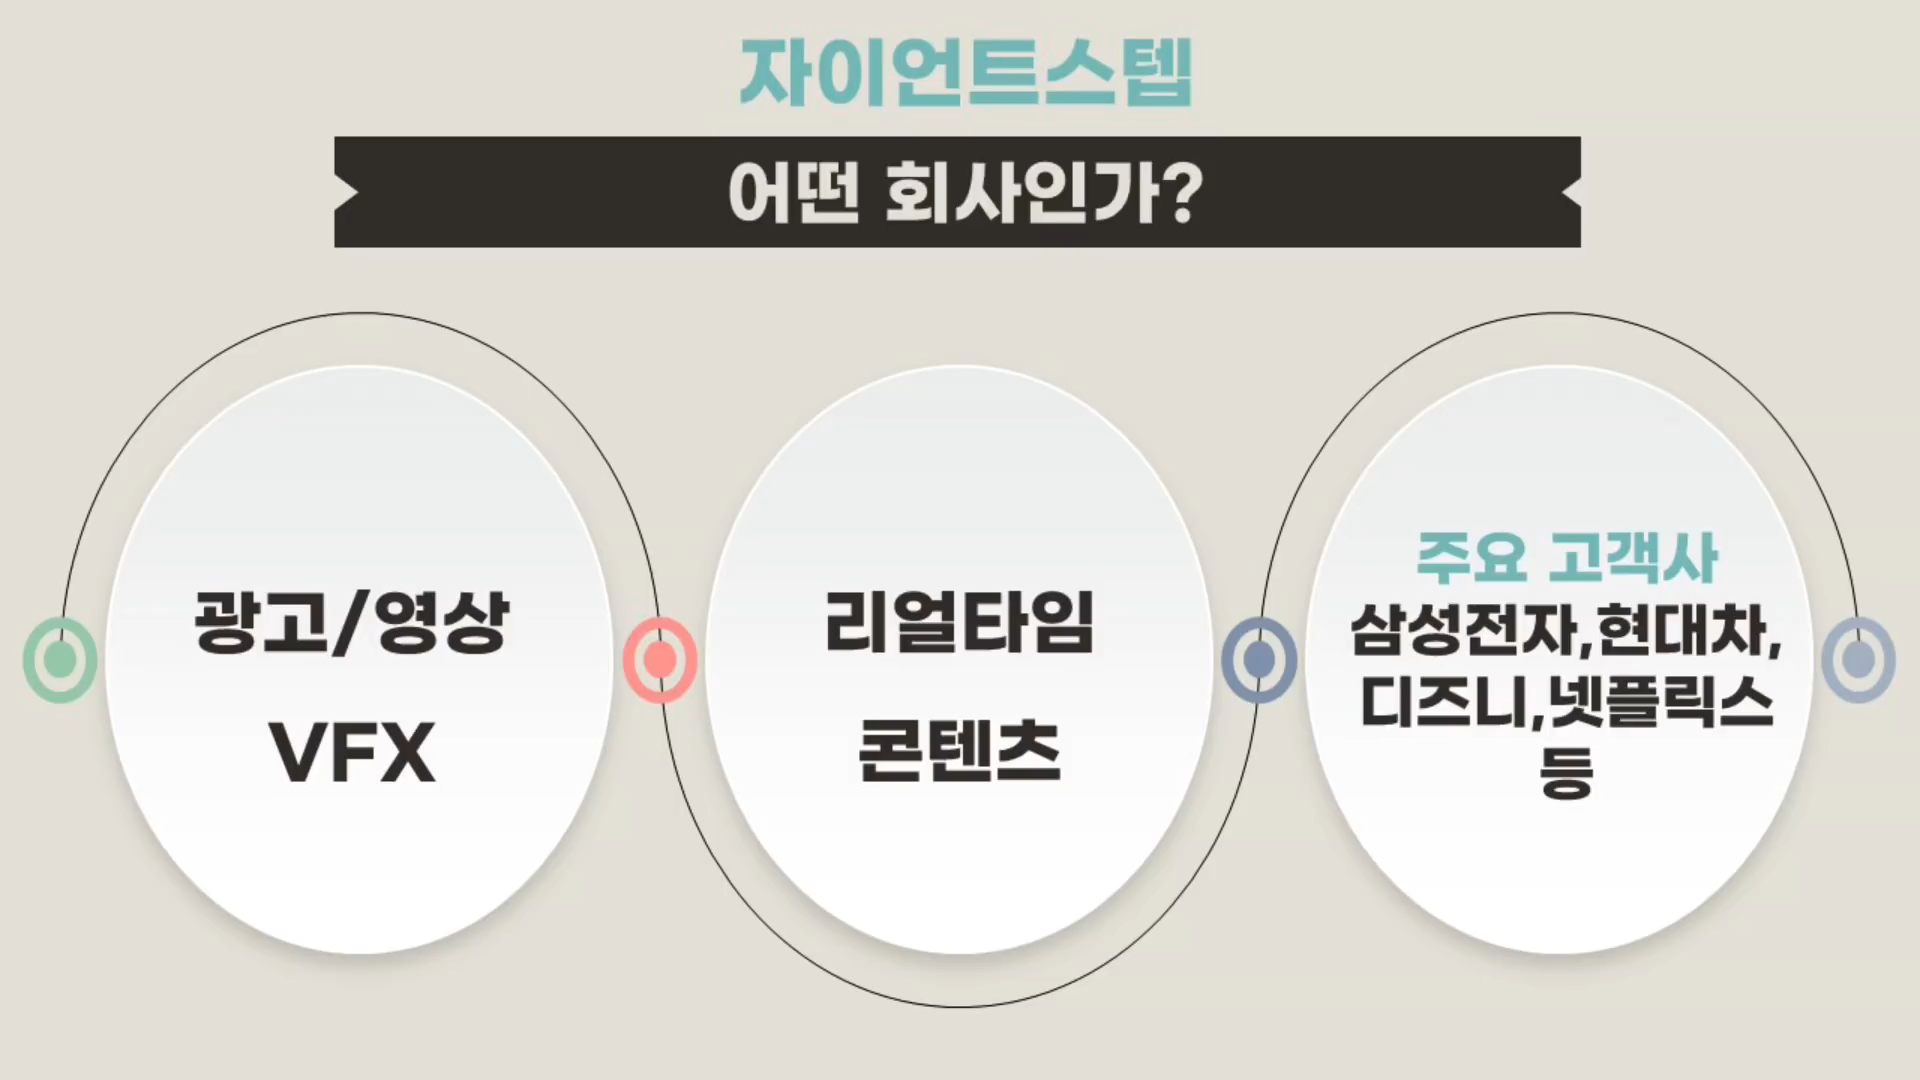 자이언트스텝
어떤 회사인가?
광고/영상
VFX
리얼타임
콘텐츠
주요 고객사
삼성전자,현대차,
디즈니,넷플릭스
등